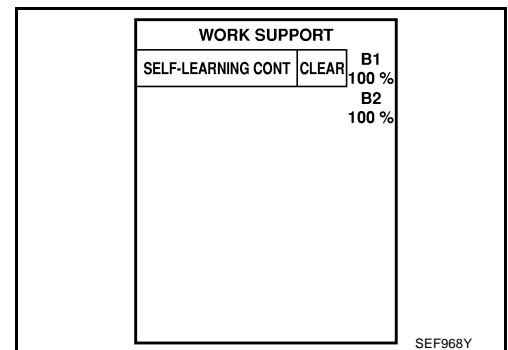 WORK SUPPORT
SELF-LEARNING CONT CLEAR B1
100 %
B2
100 %
SEF968Y